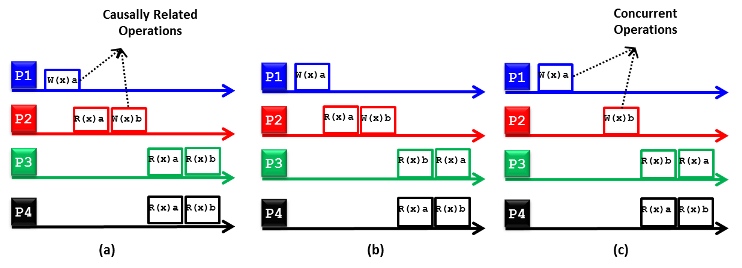 Causally Related
Operations
P1
W(x)a
P2
R(x)a
W(x)b
P3
R(x)a
R(x)b
P4
R(x)a
R(x)b
(a)
P1
W(x)a
P2
R(x)a
W(x)b
P3
R(x)b
R(x)a
P4
R(x)a
R(x)b
(b)
Concurrent
Operations
P1
W(x)a
P2
W(x)b
P3
R(x)b
R(x)a
P4
R(x)a
R(x)b
(c)